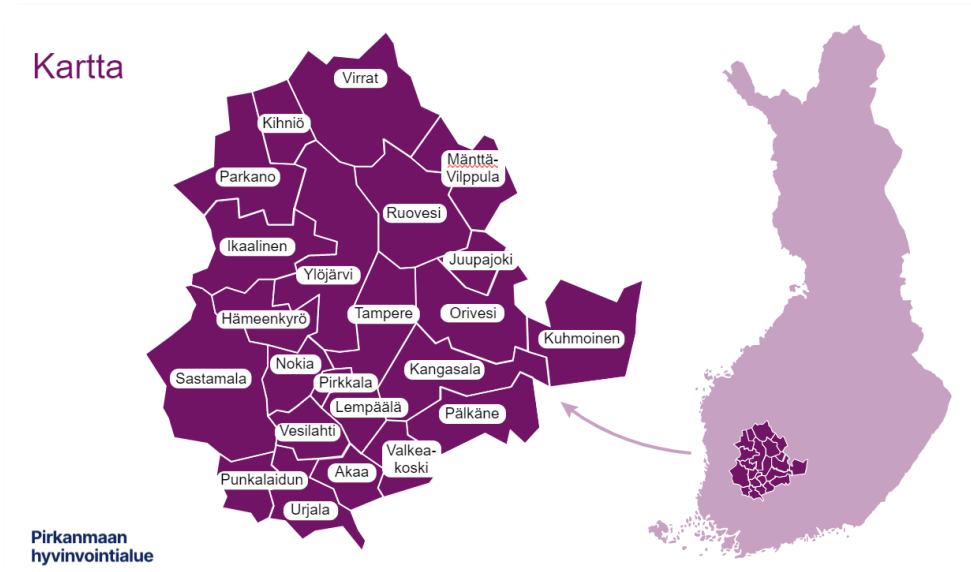 Kartta
Virrat
Kihniö
Mänttä-
Vilppula
Parkano
Ruovesi
Ikaalinen
Juupajoki
Ylöjärvi
Hämeenkyrö
Tampere
Orivesi
Kuhmoinen
Nokia
Kangasala
Sastamala
Pirkkala
Lempäälä
Pälkäne
Vesilahti
Valkea-
koski
Akaa
Punkalaidun
Urjala
Pirkanmaan
hyvinvointialue